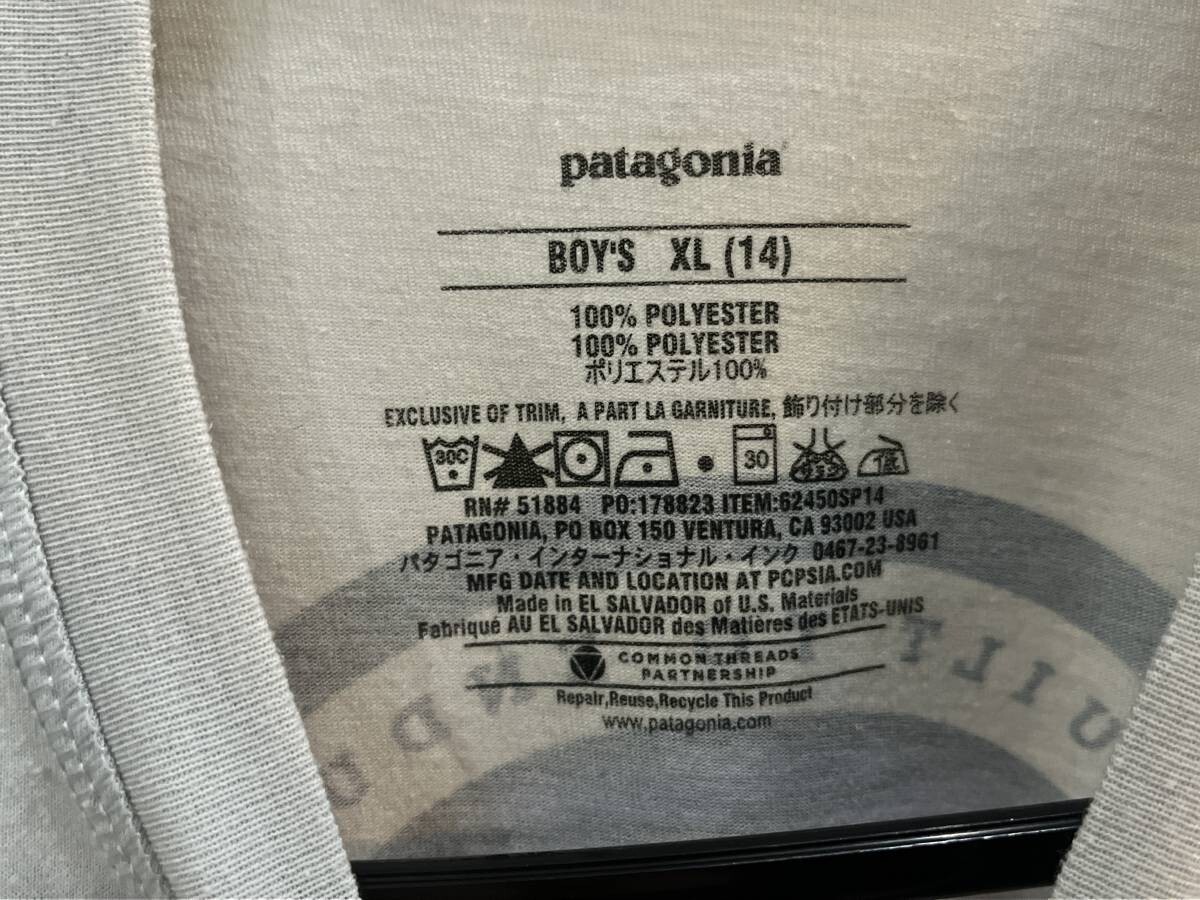 patagonia
BOY'S XL (14)
100% POLYESTER
100% POLYESTER
ポリエステル100%
EXCLUSIVE OF TRIM, A PART LA GARNITURE, 飾り付け部分を除く
30C 30 低
RN# 51884 PO:178823 ITEM:62450SP14
PATAGONIA, PO BOX 150 VENTURA, CA 93002 USA
パタゴニア・インターナショナル・インク 0467-23-8961
MFG DATE AND LOCATION AT PCPSIA.COM
Made in EL SALVADOR of U.S. Materials
Fabriqué AU EL SALVADOR des Matières des ETATS-UNIS
COMMON THREADS
PARTNERSHIP
Repair,Reuse,Recycle This Product
www.patagonia.com